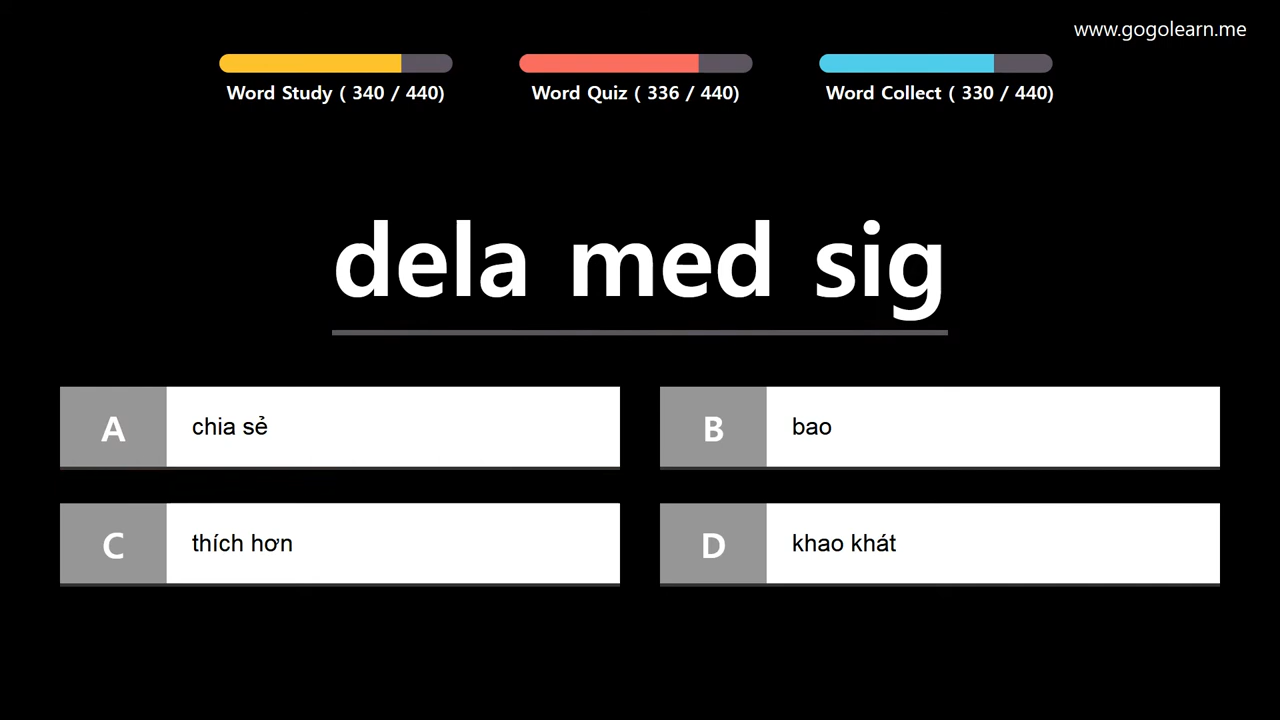 www.gogolearn.me
Word Study ( 340 / 440)
Word Quiz ( 336 / 440)
Word Collect ( 330 / 440)
dela med sig
A chia sẻ
B bao
C thích hơn
D khao khát